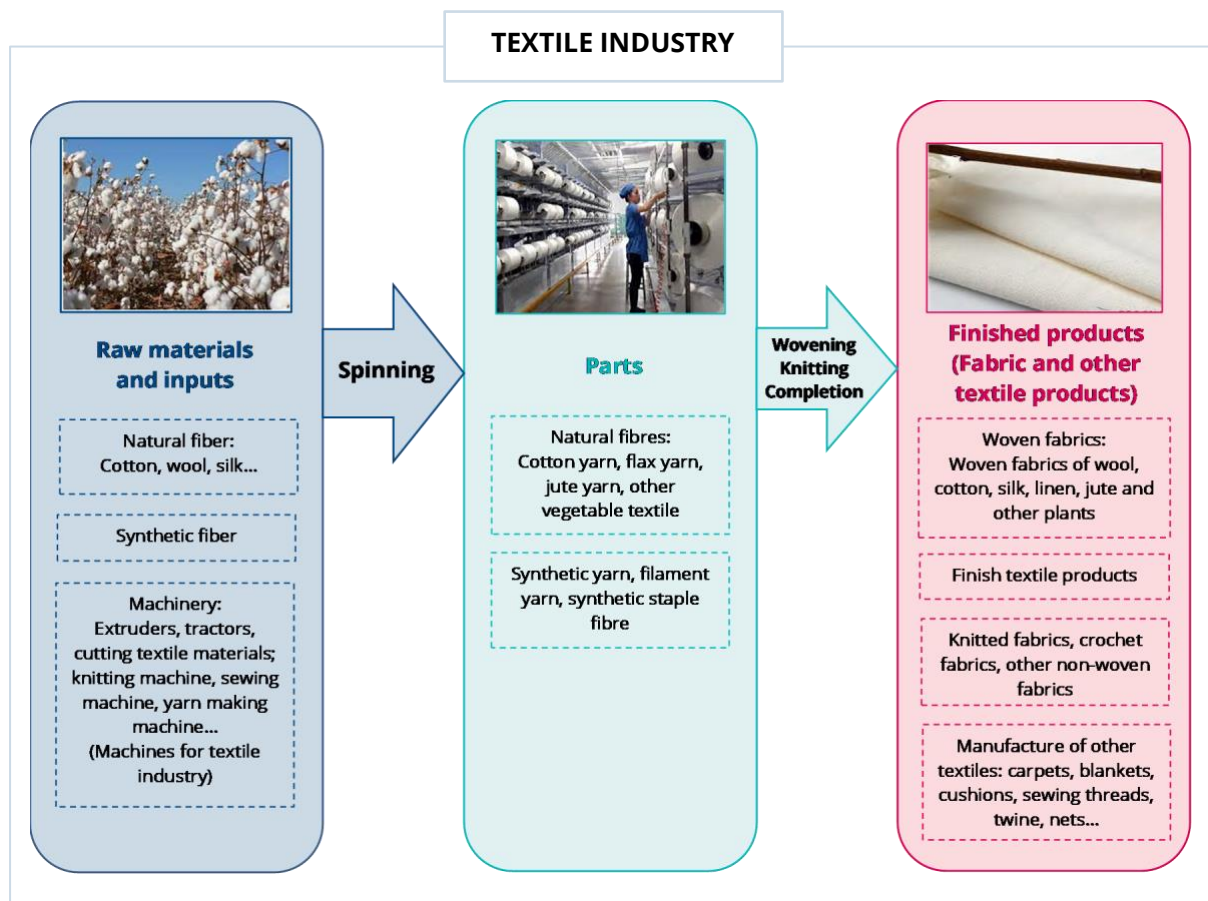 TEXTILE INDUSTRY
Raw materials
and inputs
Natural fiber:
Cotton, wool, silk...
Synthetic fiber
Machinery:
Extruders, tractors,
cutting textile materials;
knitting machine, sewing
machine, yarn making
machine...
(Machines for textile
industry)
Spinning
Parts
Natural fibres:
Cotton yarn, flax yarn,
jute yarn, other
vegetable textile
Synthetic yarn, filament
yarn, synthetic staple
fibre
Wovening
Knitting
Completion
Finished products
(Fabric and other
textile products)
Woven fabrics:
Woven fabrics of wool,
cotton, silk, linen, jute and
other plants
Finish textile products
Knitted fabrics, crochet
fabrics, other non-woven
fabrics
Manufacture of other
textiles: carpets, blankets,
cushions, sewing threads,
twine, nets...